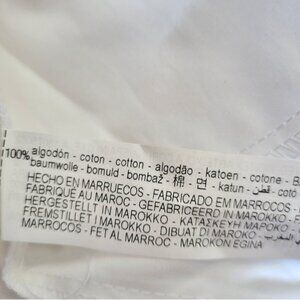 100% algodón - coton - cotton - algodão - katoen - cotone -
baumwolle - bomuld - bombaž - 棉 - 면 - katun - قطن - coto
HECHO EN MARRUECOS - FABRICADO EM MARROCOS -
FABRIQUÉ AU MAROC - GEFABRICEERD IN MAROKKO -
HERGESTELLT IN MAROKKO - ΚΑΤΑΣΚΕΥΗ ΜΑΡΟΚΟ
FREMSTILLET I MAROKKO - DIBUAT DI MAROKO -
MARROCOS - FET AL MARROC - MAROKON EGINA